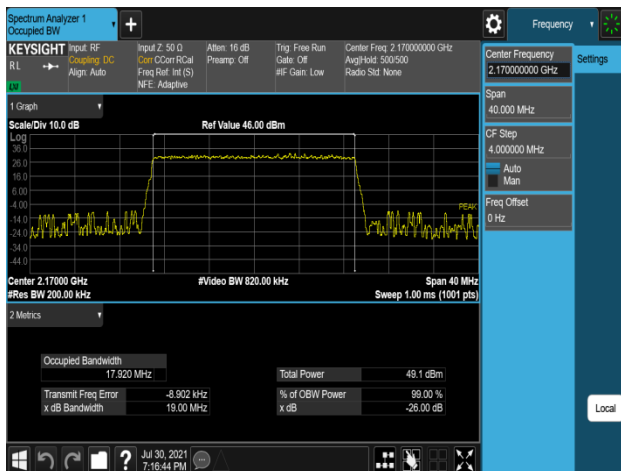 Spectrum Analyzer 1
Occupied BW
Frequency
KEYSIGHT
RL
Input: RF
Coupling: DC
Align: Auto
Input Z: 50 Ω
Corr CCorr RCal
Freq Ref: Int (S)
NFE: Adaptive
Atten: 16 dB
Preamp: Off
Trig: Free Run
Gate: Off
#IF Gain: Low
Center Freq: 2.170000000 GHz
Avg|Hold: 500/500
Radio Std: None
Center Frequency
2.170000000 GHz
Settings
Span
40.000 MHz
CF Step
4.000000 MHz
Auto
Man
Freq Offset
0 Hz
1 Graph
Scale/Div 10.0 dB
Ref Value 46.00 dBm
Log
36.0
26.0
16.0
6.00
-4.00
-14.0
-24.0
-34.0
-44.0
PEAK
Center 2.17000 GHz
#Video BW 820.00 kHz
Span 40 MHz
#Res BW 200.00 kHz
Sweep 1.00 ms (1001 pts)
2 Metrics
Occupied Bandwidth
17.920 MHz
Total Power
49.1 dBm
Transmit Freq Error
-8.902 kHz
% of OBW Power
99.00 %
x dB Bandwidth
19.00 MHz
x dB
-26.00 dB
Local
?
Jul 30, 2021
7:16:44 PM